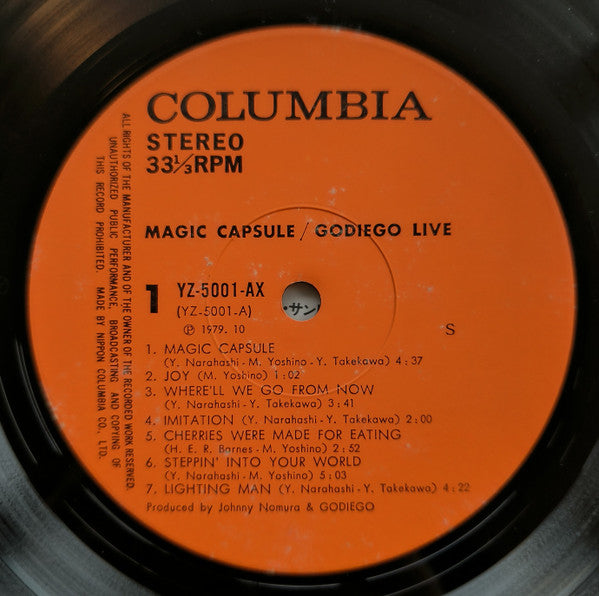 COLUMBIA
STEREO
33⅓RPM
MAGIC CAPSULE / GODIEGO LIVE
1 YZ-5001-AX
(YZ-5001-A)
Ⓟ 1979. 10
・サン
S
1. MAGIC CAPSULE
(Y. Narahashi - M. Yoshino - Y. Takekawa) 4:37
2. JOY (M. Yoshino) 1:02
3. WHERE'LL WE GO FROM NOW
(Y. Narahashi - Y. Takekawa) 3:41
4. IMITATION (Y. Narahashi - Y. Takekawa) 2:00
5. CHERRIES WERE MADE FOR EATING
(H. E. R. Barnes - M. Yoshino) 2:52
6. STEPPIN' INTO YOUR WORLD
(Y. Narahashi - M. Yoshino) 5:03
7. LIGHTING MAN (Y. Narahashi - Y. Takekawa) 4:22
Produced by Johnny Nomura & GODIEGO
ALL RIGHTS OF THE MANUFACTURER AND OF THE OWNER OF THE RECORDED WORK RESERVED.
UNAUTHORIZED PUBLIC PERFORMANCE, BROADCASTING AND COPYING OF
THIS RECORD PROHIBITED MADE BY NIPPON COLUMBIA CO., LTD.